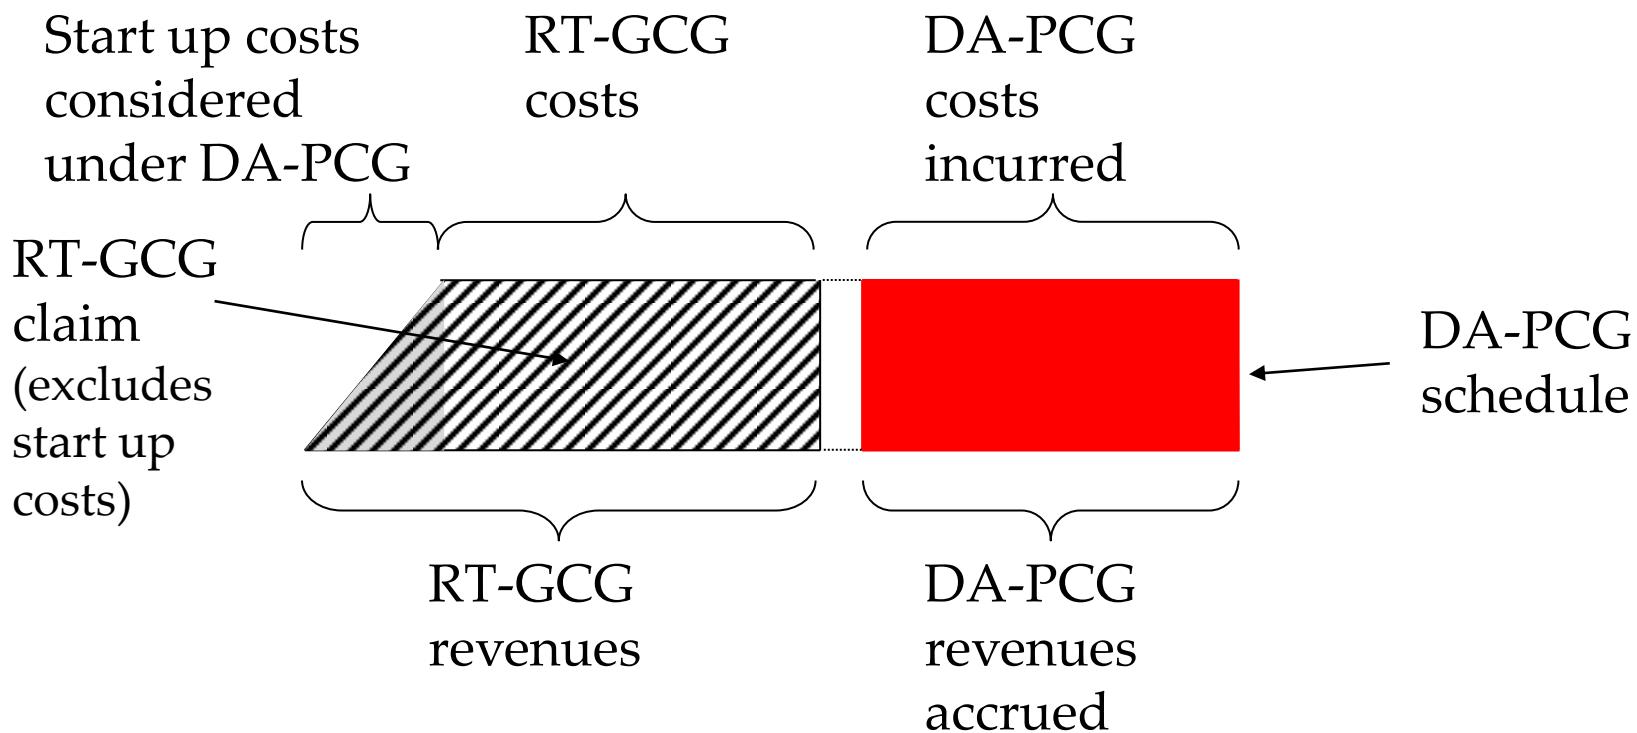 Start up costs
considered
under DA-PCG
RT-GCG
costs
DA-PCG
costs
incurred
RT-GCG
claim
(excludes
start up
costs)
DA-PCG
schedule
RT-GCG
revenues
DA-PCG
revenues
accrued